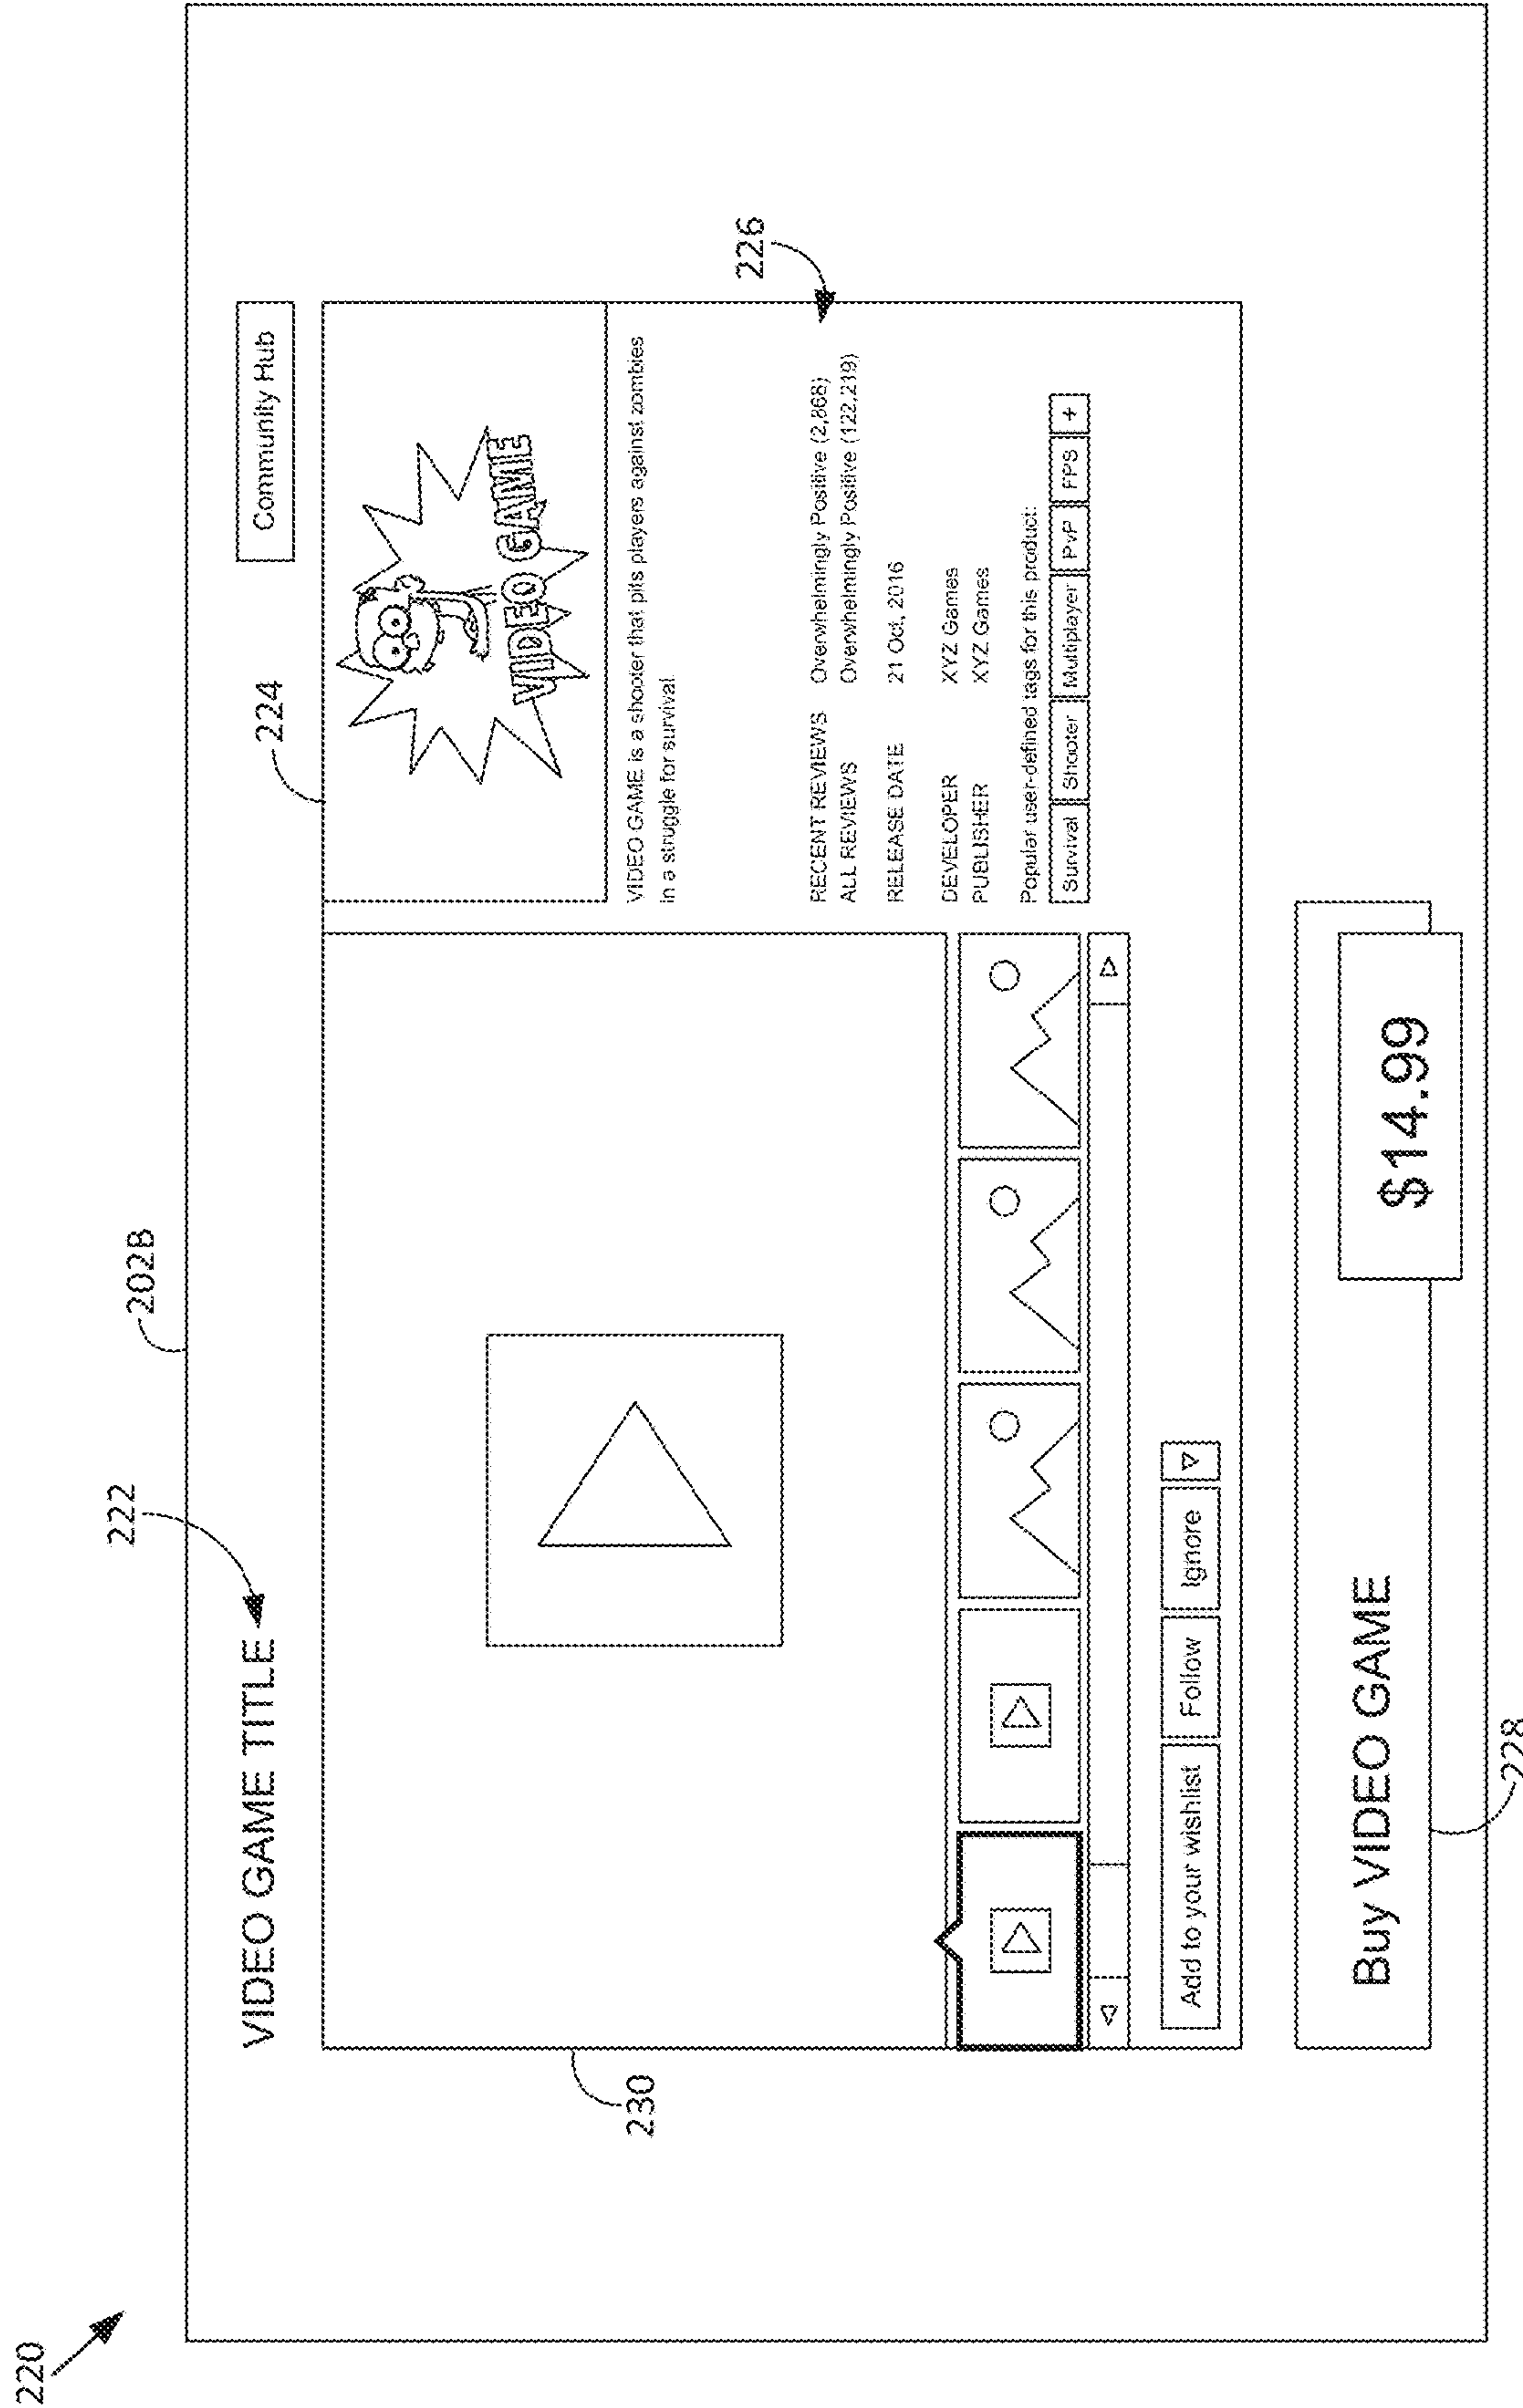 220
202B
222
VIDEO GAME TITLE
Community Hub
224
230
VIDEO GAME
VIDEO GAME is a shooter that pits players against zombies
in a struggle for survival.
226
RECENT REVIEWS Overwhelmingly Positive (2,868)
ALL REVIEWS Overwhelmingly Positive (122,219)
RELEASE DATE 21 Oct, 2016
DEVELOPER XYZ Games
PUBLISHER XYZ Games
Popular user-defined tags for this product:
Survival Shooter Multiplayer PvP FPS +
Add to your wishlist Follow Ignore
Buy VIDEO GAME
$14.99
228